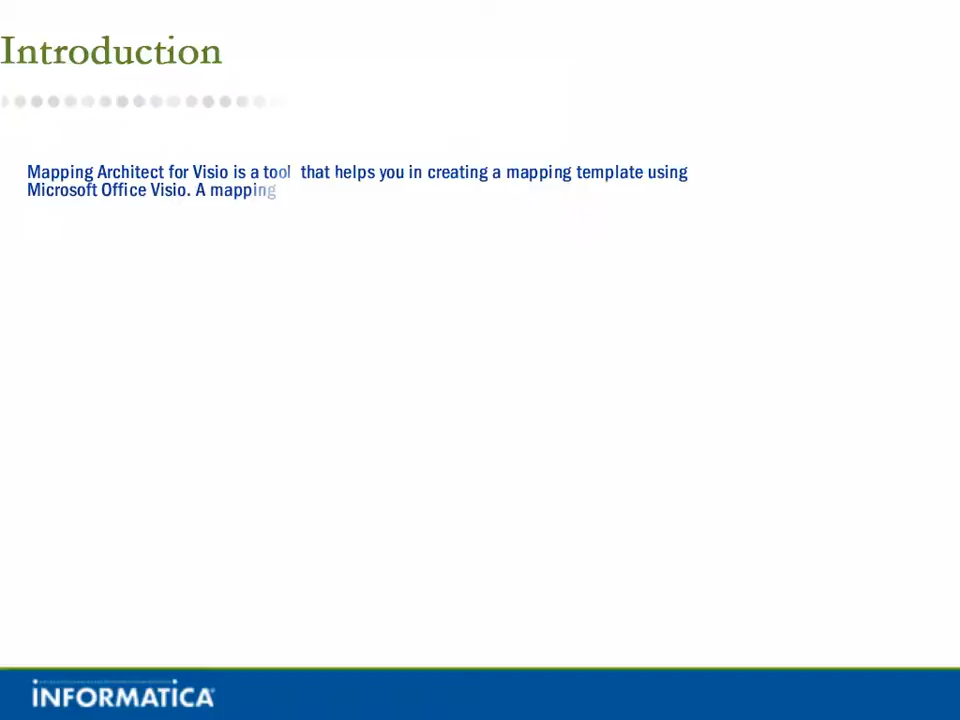 Introduction
Mapping Architect for Visio is a tool that helps you in creating a mapping template using
Microsoft Office Visio. A mapping
INFORMATICA